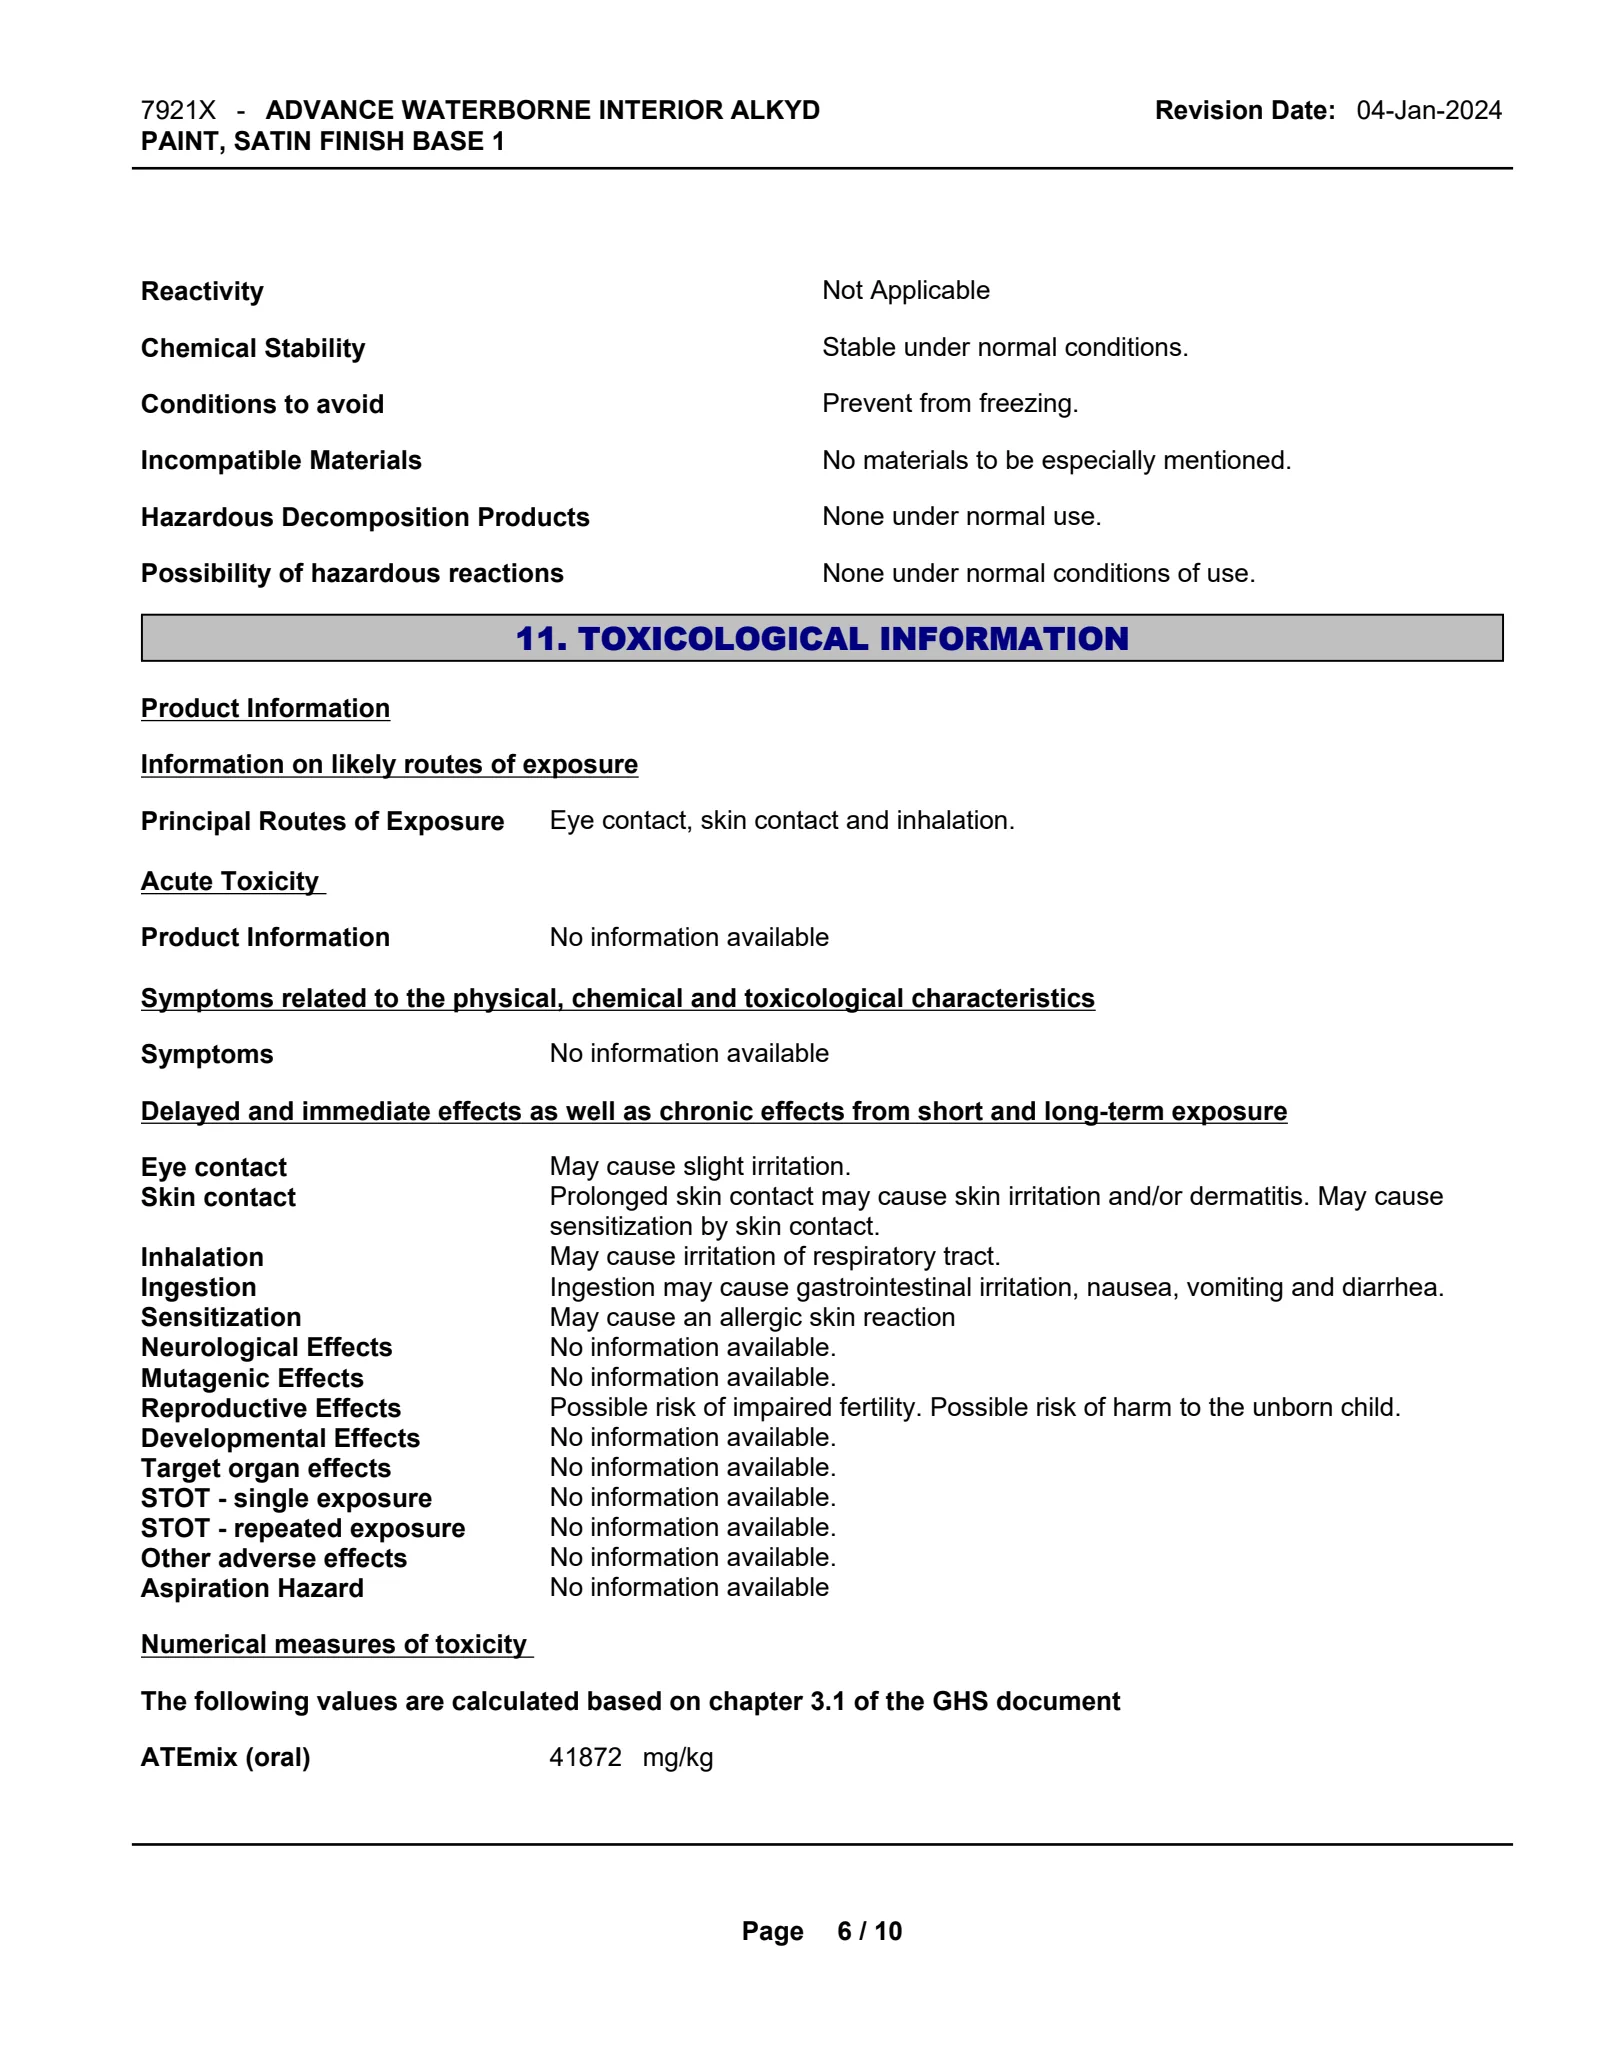 7921X - ADVANCE WATERBORNE INTERIOR ALKYD PAINT, SATIN FINISH BASE 1
Revision Date: 04-Jan-2024
Reactivity Not Applicable
Chemical Stability Stable under normal conditions.
Conditions to avoid Prevent from freezing.
Incompatible Materials No materials to be especially mentioned.
Hazardous Decomposition Products None under normal use.
Possibility of hazardous reactions None under normal conditions of use.
11. TOXICOLOGICAL INFORMATION
Product Information
Information on likely routes of exposure
Principal Routes of Exposure Eye contact, skin contact and inhalation.
Acute Toxicity
Product Information No information available
Symptoms related to the physical, chemical and toxicological characteristics
Symptoms No information available
Delayed and immediate effects as well as chronic effects from short and long-term exposure
Eye contact May cause slight irritation.
Skin contact Prolonged skin contact may cause skin irritation and/or dermatitis. May cause
sensitization by skin contact.
Inhalation May cause irritation of respiratory tract.
Ingestion Ingestion may cause gastrointestinal irritation, nausea, vomiting and diarrhea.
Sensitization May cause an allergic skin reaction
Neurological Effects No information available.
Mutagenic Effects No information available.
Reproductive Effects Possible risk of impaired fertility. Possible risk of harm to the unborn child.
Developmental Effects No information available.
Target organ effects No information available.
STOT - single exposure No information available.
STOT - repeated exposure No information available.
Other adverse effects No information available.
Aspiration Hazard No information available
Numerical measures of toxicity
The following values are calculated based on chapter 3.1 of the GHS document
ATEmix (oral) 41872 mg/kg
Page 6 / 10